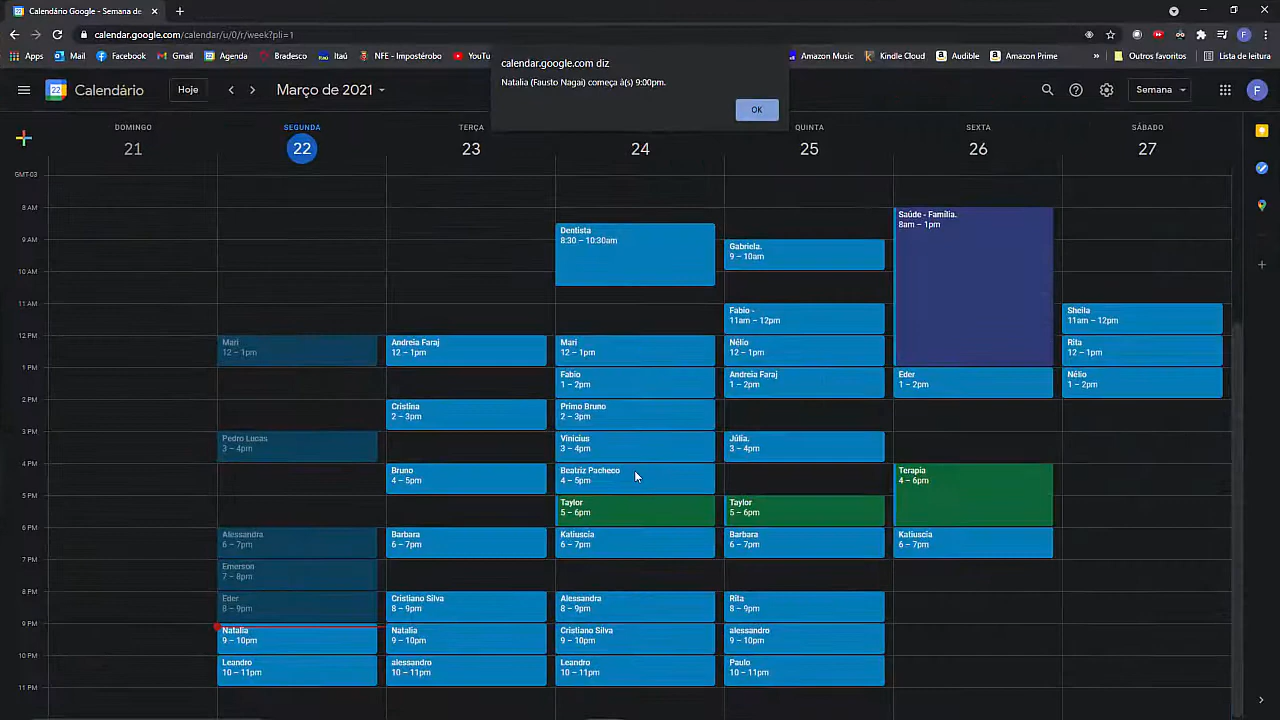 Calendário Google - Semana de
calendar.google.com/calendar/u/0/r/week?pli=1
Apps
Mail
Facebook
Gmail
Agenda
Bradesco
Itaú
NFE - Impostérobo
YouTu
Amazon Music
Kindle Cloud
Audible
Amazon Prime
Outros favoritos
Lista de leitura
calendar.google.com diz
Natalia (Fausto Nagai) começa à(s) 9:00pm.
OK
22
Calendário
Hoje
Março de 2021
Semana
F
DOMINGO
21
SEGUNDA
22
TERÇA
23
24
QUINTA
25
SEXTA
26
SÁBADO
27
GMT-03
8 AM
9 AM
10 AM
11 AM
12 PM
1 PM
2 PM
3 PM
4 PM
5 PM
6 PM
7 PM
8 PM
9 PM
10 PM
11 PM
Mari
12 – 1pm
Pedro Lucas
3 – 4pm
Alessandra
6 – 7pm
Emerson
7 – 8pm
Eder
8 – 9pm
Natalia
9 – 10pm
Leandro
10 – 11pm
Andreia Faraj
12 – 1pm
Cristina
2 – 3pm
Bruno
4 – 5pm
Barbara
6 – 7pm
Cristiano Silva
8 – 9pm
Natalia
9 – 10pm
alessandro
10 – 11pm
Dentista
8:30 – 10:30am
Mari
12 – 1pm
Fabio
1 – 2pm
Primo Bruno
2 – 3pm
Vinicius
3 – 4pm
Beatriz Pacheco
4 – 5pm
Taylor
5 – 6pm
Katiuscia
6 – 7pm
Alessandra
8 – 9pm
Cristiano Silva
9 – 10pm
Leandro
10 – 11pm
Gabriela.
9 – 10am
Fabio -
11am – 12pm
Nélio
12 – 1pm
Andreia Faraj
1 – 2pm
Júlia.
3 – 4pm
Taylor
5 – 6pm
Barbara
6 – 7pm
Rita
8 – 9pm
alessandro
9 – 10pm
Paulo
10 – 11pm
Saúde - Família.
8am – 1pm
Eder
1 – 2pm
Terapia
4 – 6pm
Katiuscia
6 – 7pm
Sheila
11am – 12pm
Rita
12 – 1pm
Nélio
1 – 2pm